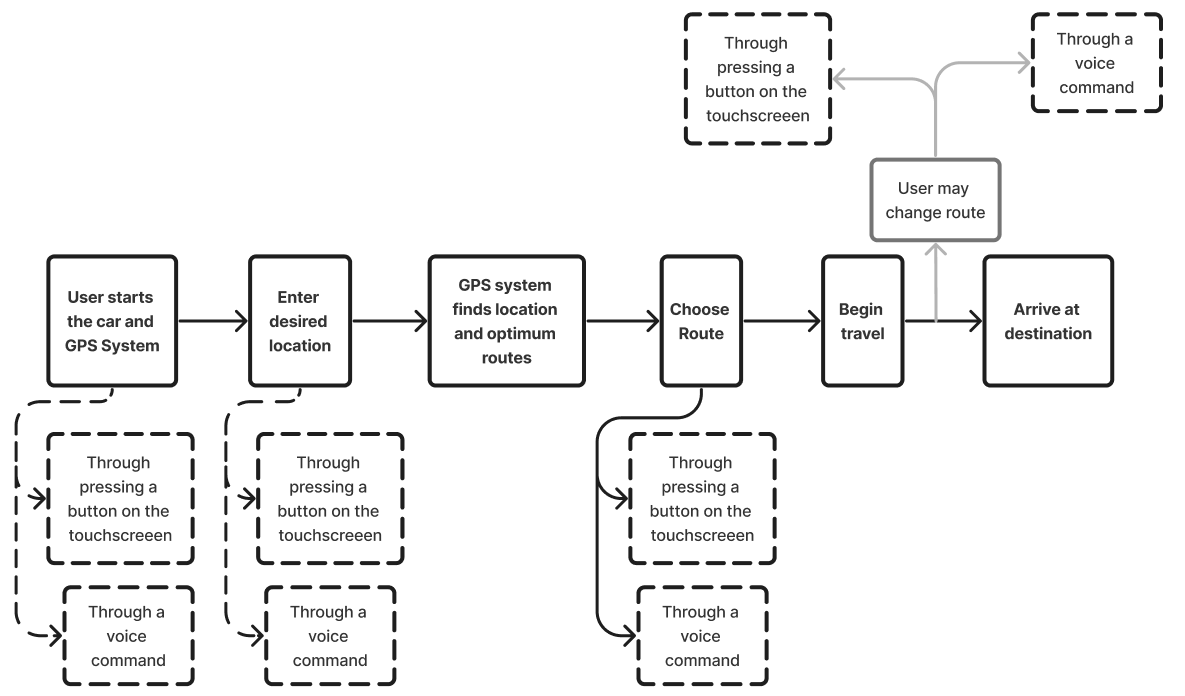 Through
pressing a
button on the
touchscreeen
Through a
voice
command
User may
change route
User starts
the car and
GPS System
Enter
desired
location
GPS system
finds location
and optimum
routes
Choose
Route
Begin
travel
Arrive at
destination
Through
pressing a
button on the
touchscreeen
Through
pressing a
button on the
touchscreeen
Through
pressing a
button on the
touchscreeen
Through a
voice
command
Through a
voice
command
Through a
voice
command